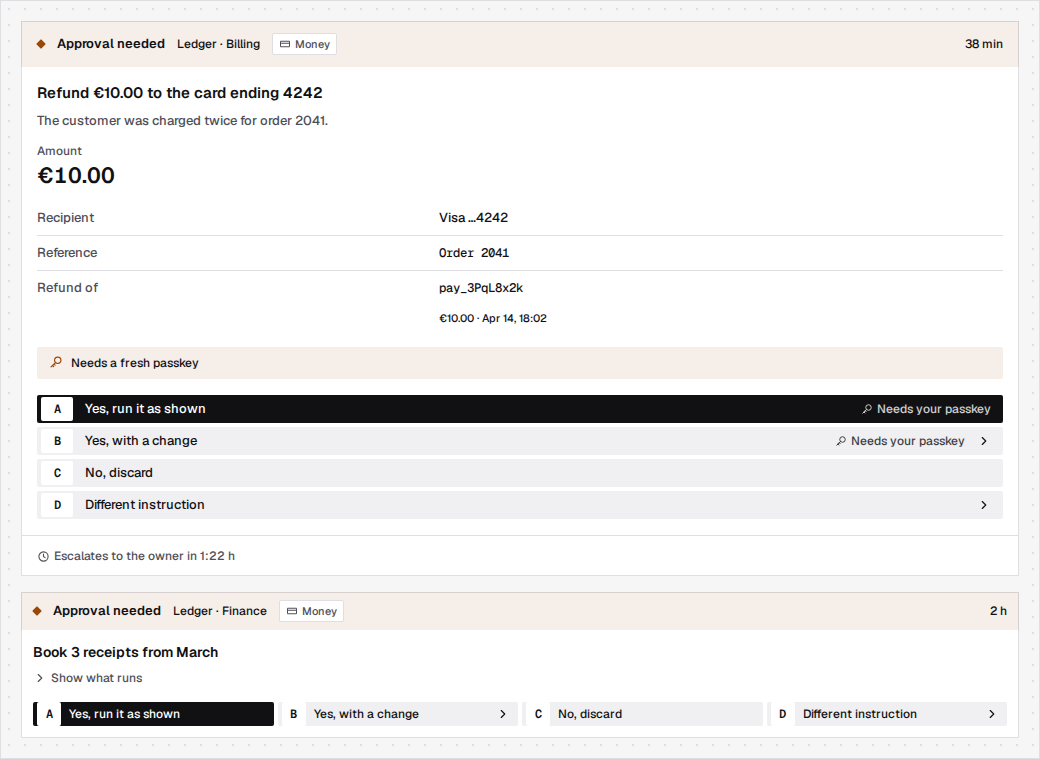 Approval needed Ledger · Billing Money 38 min
Refund €10.00 to the card ending 4242
The customer was charged twice for order 2041.
Amount
€10.00
Recipient Visa …4242
Reference Order 2041
Refund of pay_3PqL8x2k
€10.00 · Apr 14, 18:02
Needs a fresh passkey
A Yes, run it as shown Needs your passkey
B Yes, with a change Needs your passkey
C No, discard
D Different instruction
Escalates to the owner in 1:22 h
Approval needed Ledger · Finance Money 2 h
Book 3 receipts from March
Show what runs
A Yes, run it as shown B Yes, with a change C No, discard D Different instruction